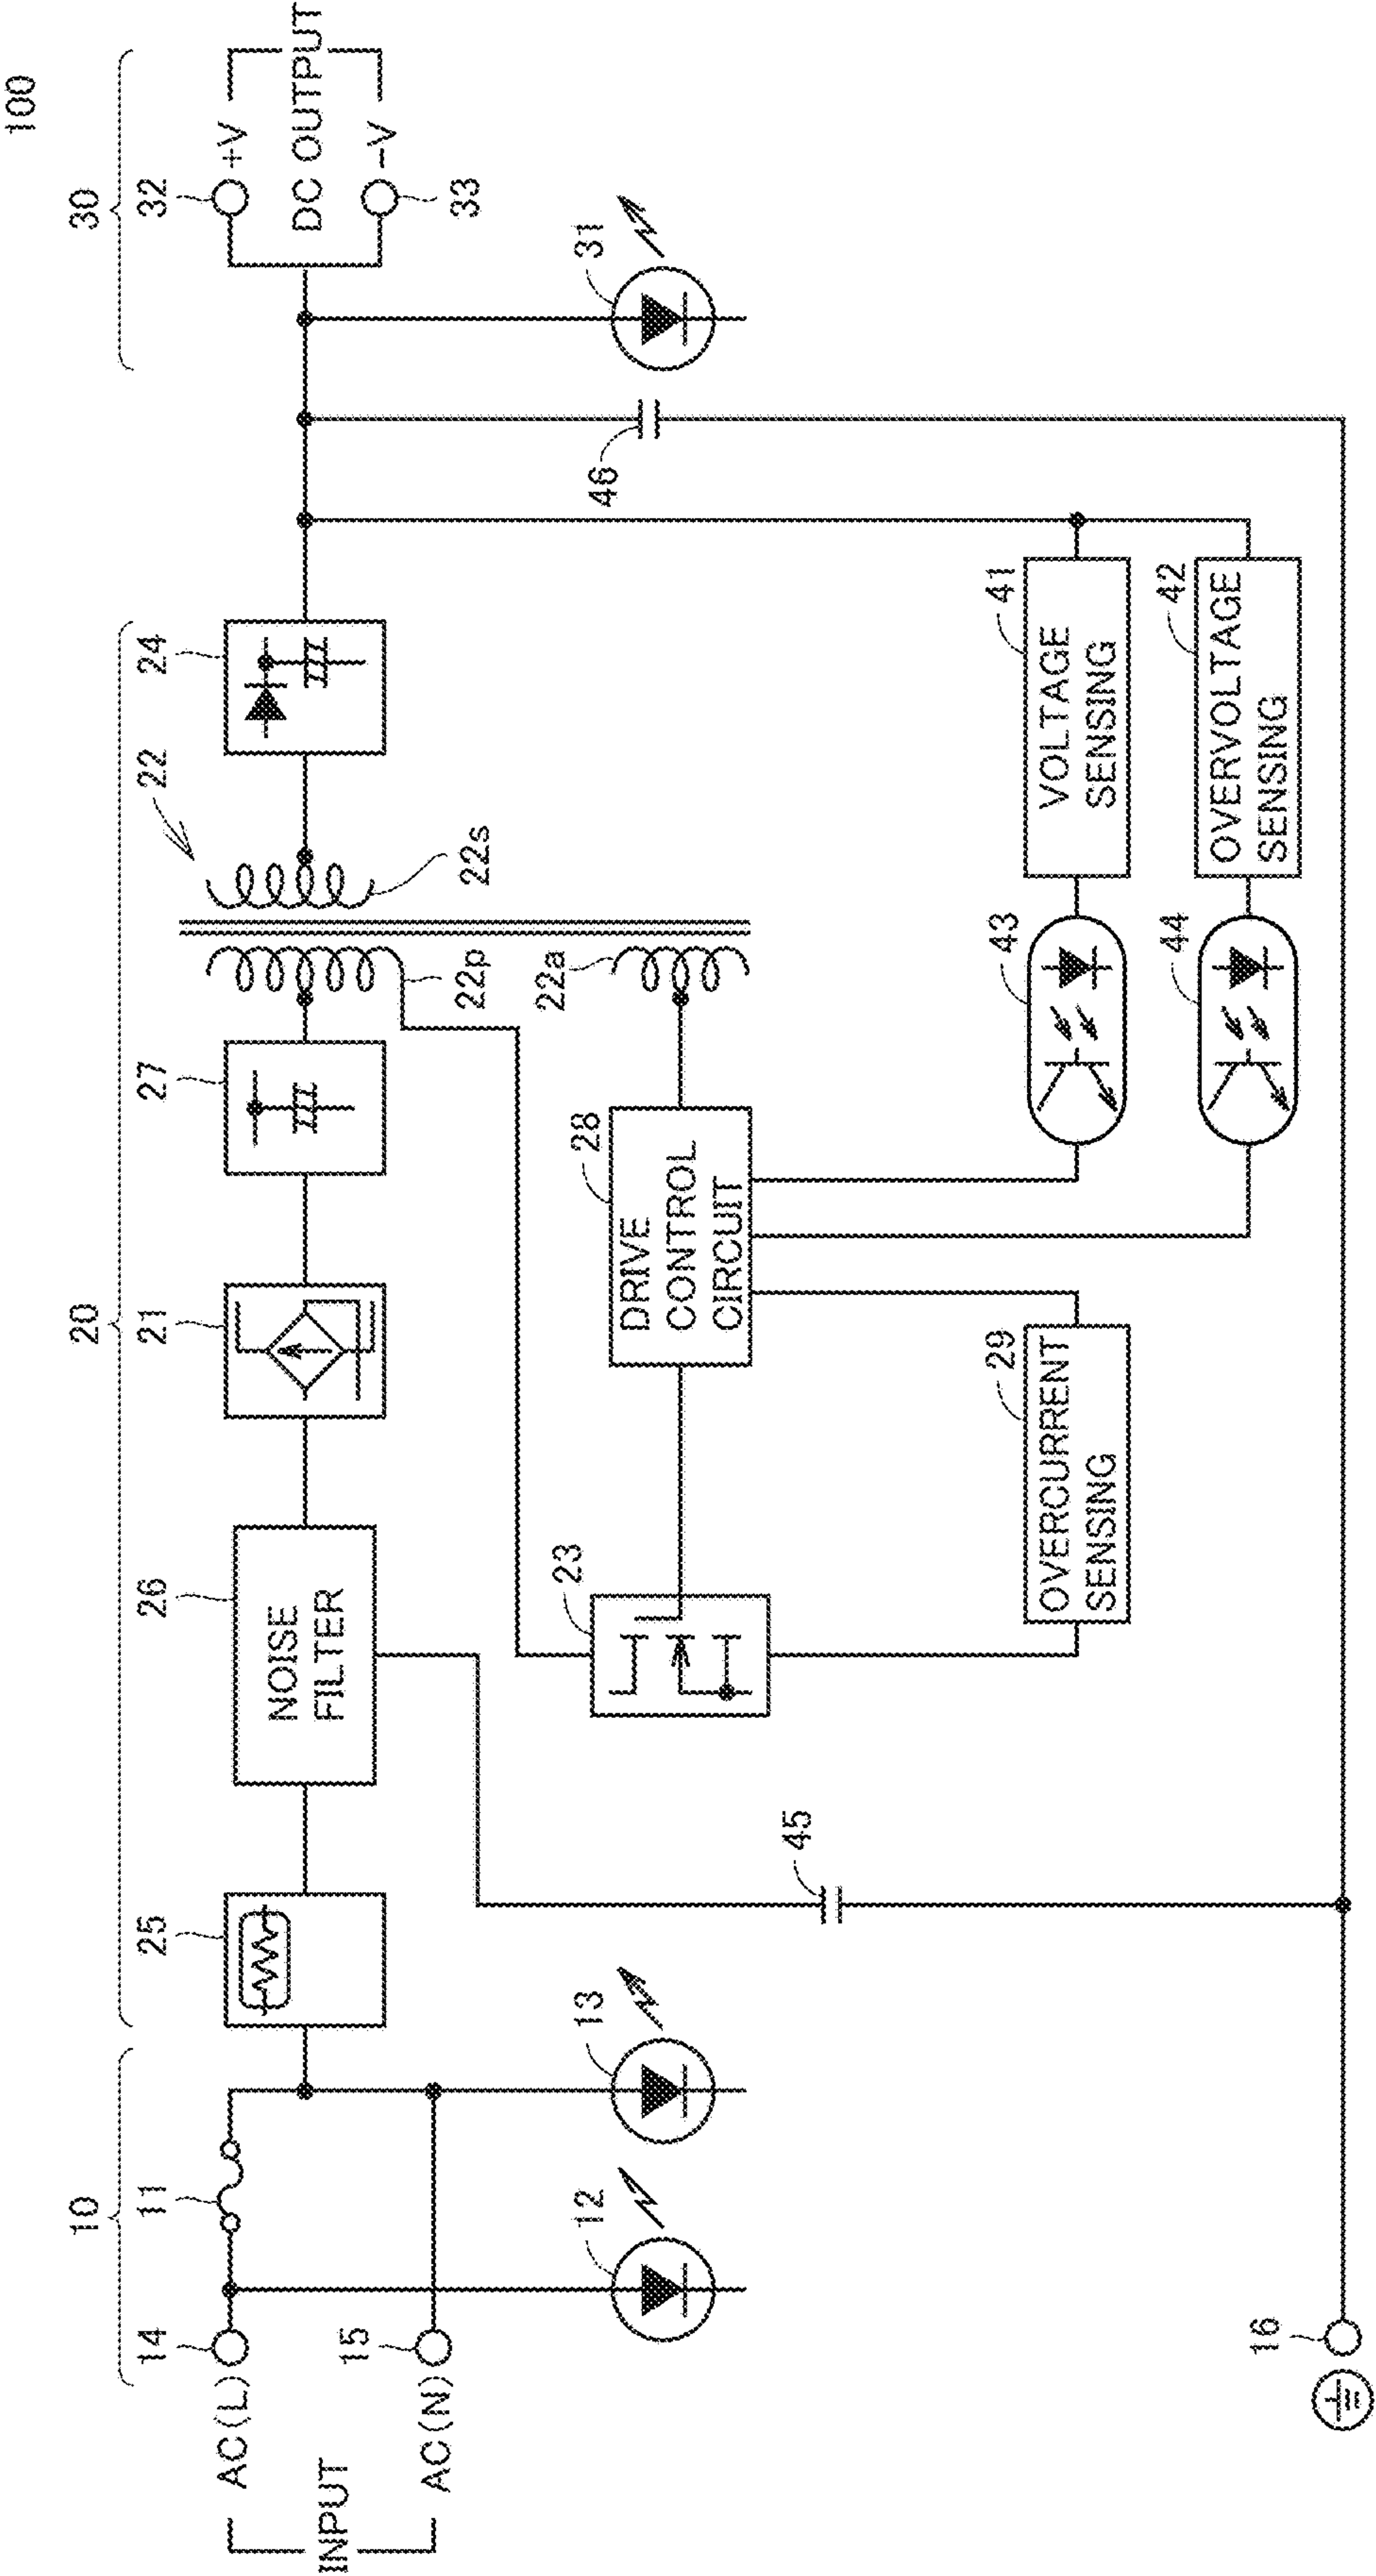 100
10
20
30
14
11
25
26
21
27
22
24
32
AC(L)
+V
NOISE
FILTER
INPUT
DC OUTPUT
15
AC(N)
-V
33
22p
22s
12
13
23
28
22a
46
31
DRIVE
CONTROL
CIRCUIT
45
29
43
41
OVERCURRENT
SENSING
VOLTAGE
SENSING
44
42
OVERVOLTAGE
SENSING
16